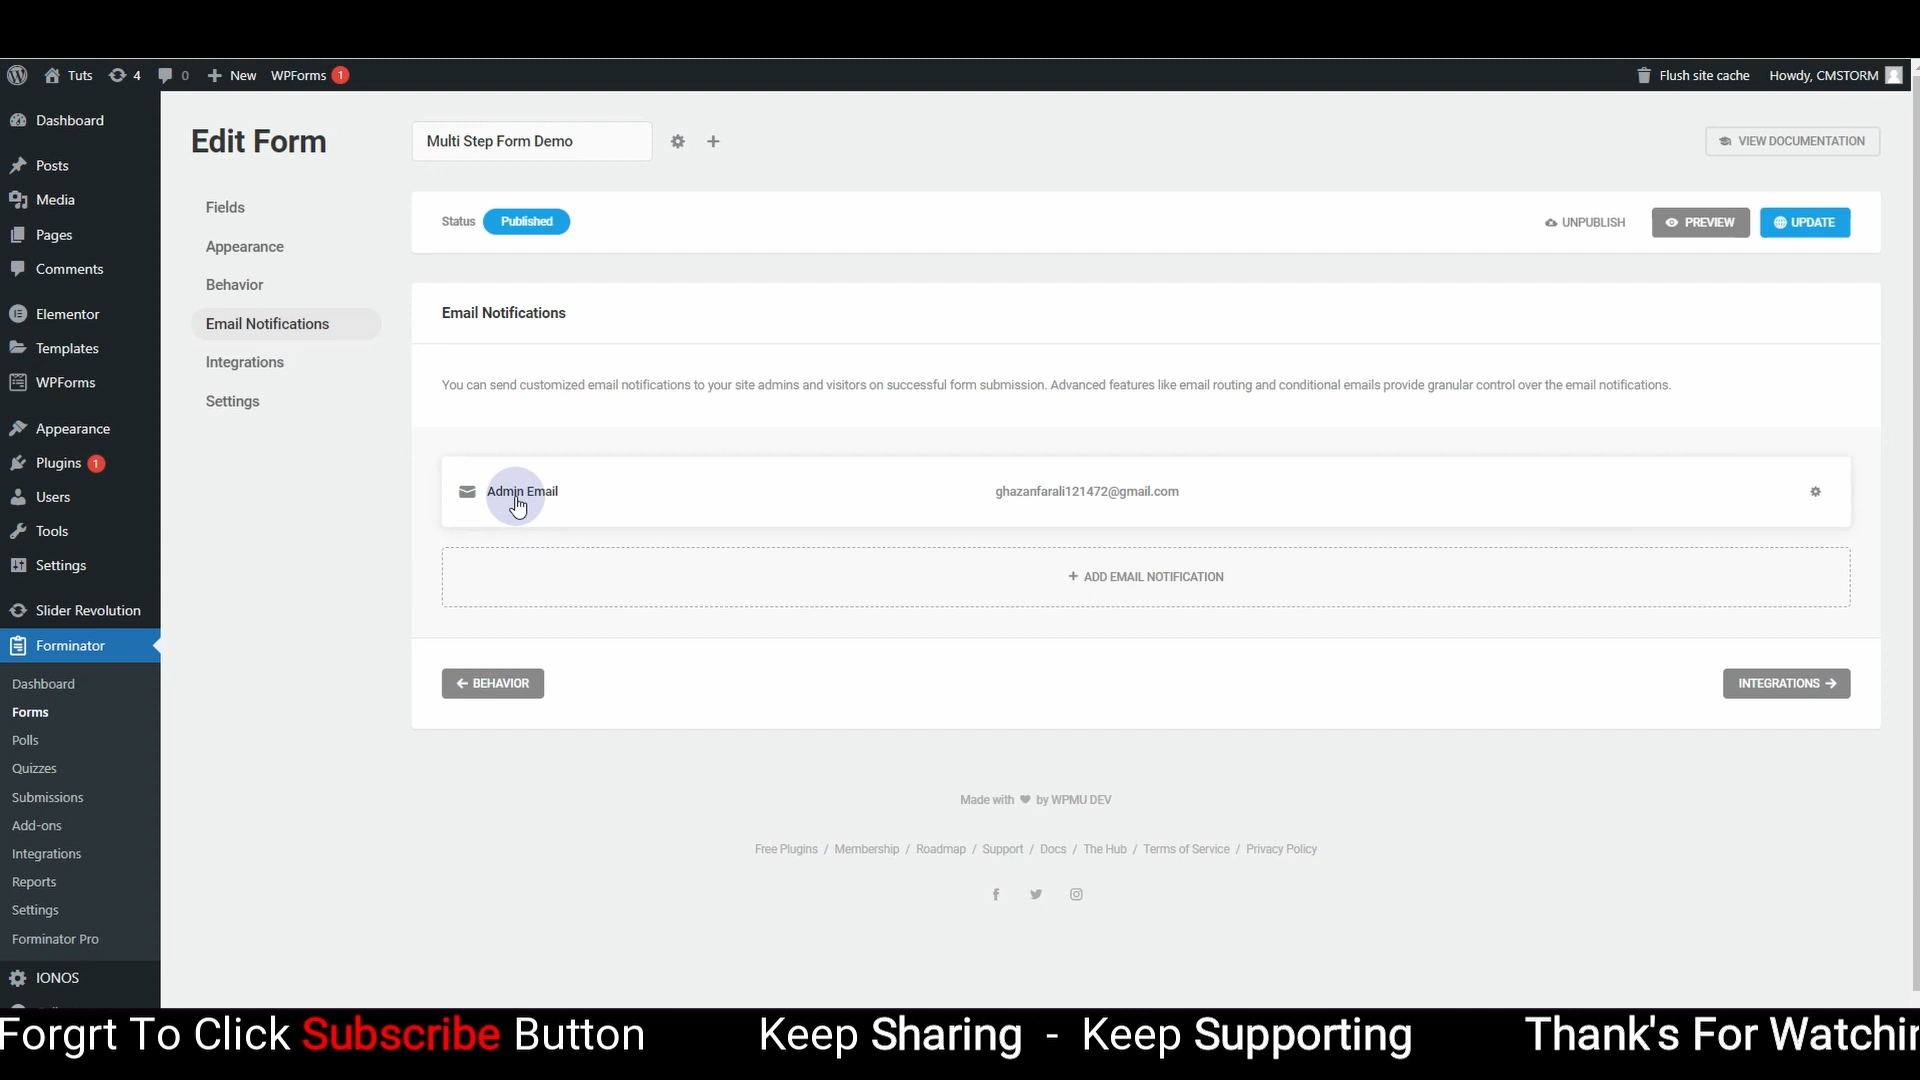 Tuts
4
0
New
WPForms
1
Flush site cache
Howdy, CMSTORM
Dashboard
Posts
Media
Pages
Comments
Elementor
Templates
WPForms
Appearance
Plugins
1
Users
Tools
Settings
Slider Revolution
Forminator
Dashboard
Forms
Polls
Quizzes
Submissions
Add-ons
Integrations
Reports
Settings
Forminator Pro
IONOS
Edit Form
Multi Step Form Demo
VIEW DOCUMENTATION
Fields
Appearance
Behavior
Email Notifications
Integrations
Settings
Status
Published
UNPUBLISH
PREVIEW
UPDATE
Email Notifications
You can send customized email notifications to your site admins and visitors on successful form submission. Advanced features like email routing and conditional emails provide granular control over the email notifications.
Admin Email
ghazanfarali121472@gmail.com
+ ADD EMAIL NOTIFICATION
← BEHAVIOR
INTEGRATIONS →
Made with ♥ by WPMU DEV
Free Plugins / Membership / Roadmap / Support / Docs / The Hub / Terms of Service / Privacy Policy
Forgrt To Click Subscribe Button Keep Sharing - Keep Supporting Thank's For Watchin